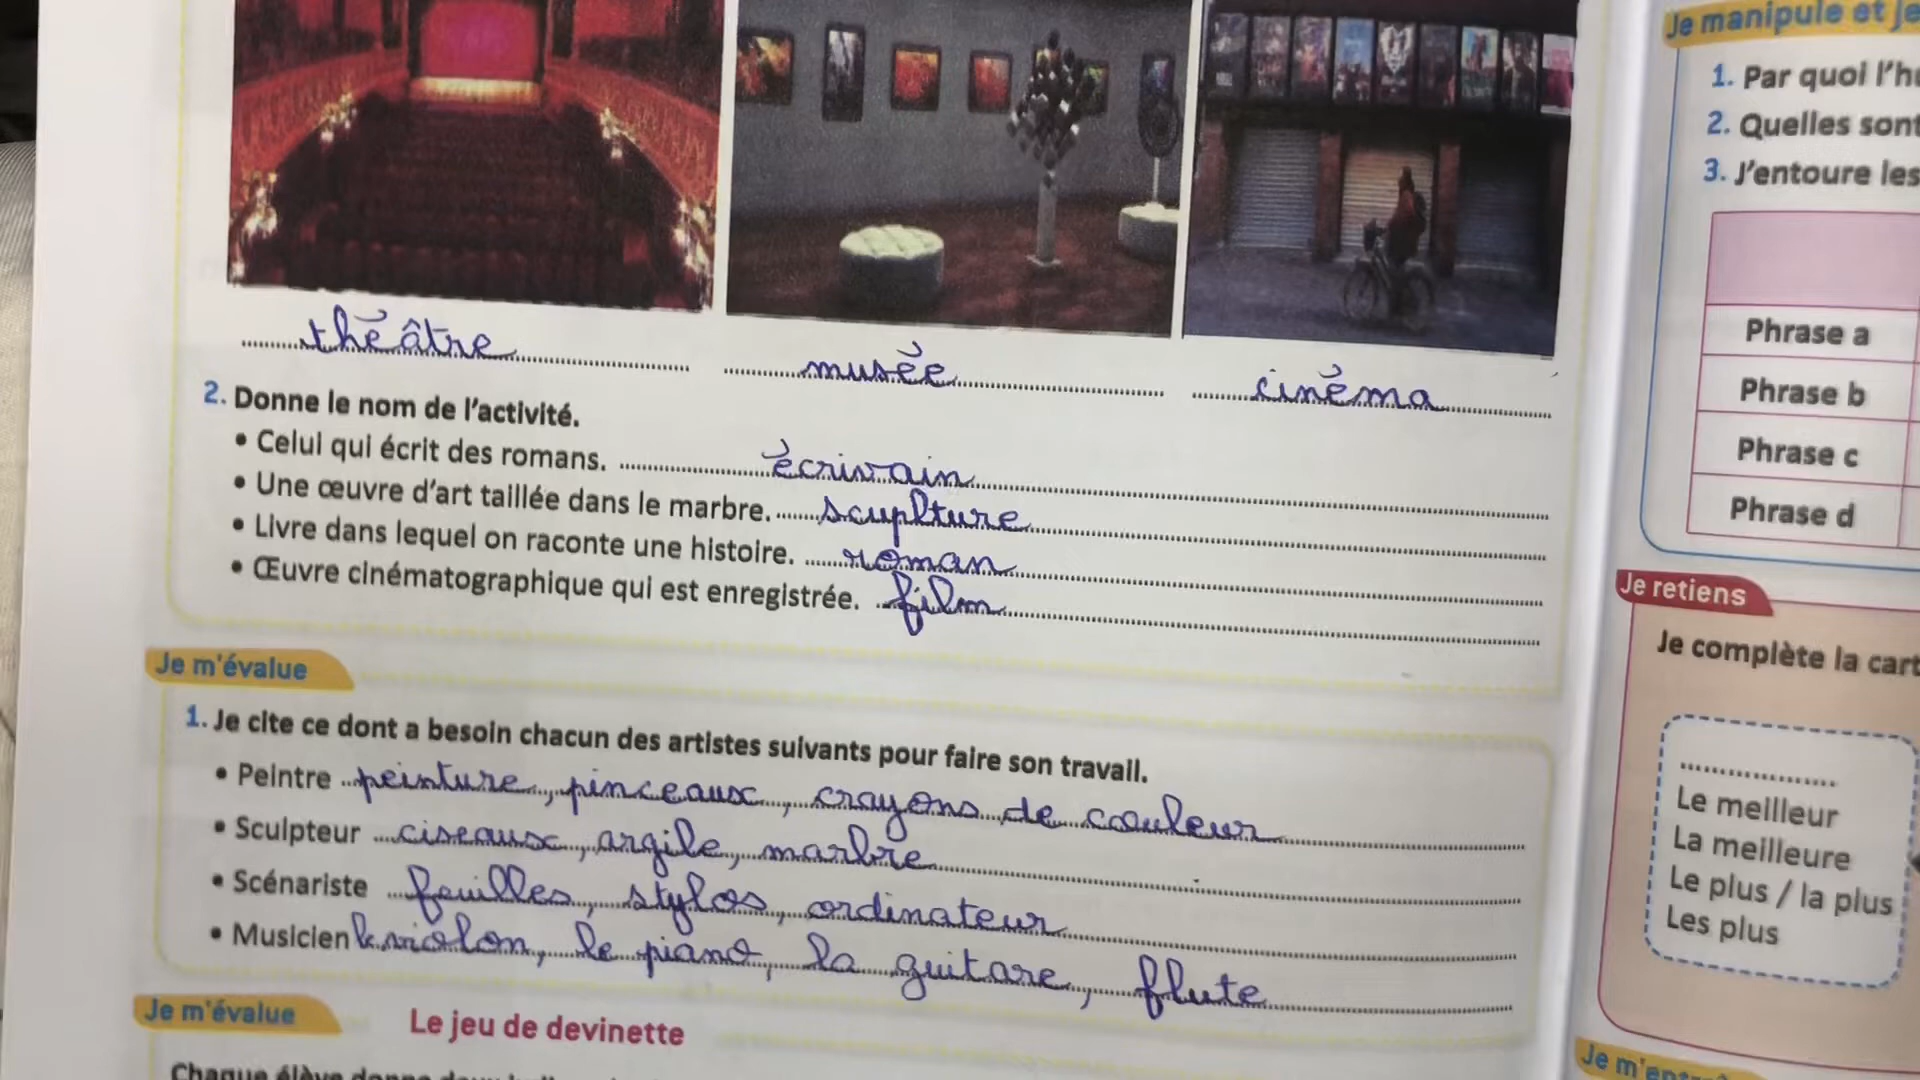 théâtre
musée
cinéma
2. Donne le nom de l'activité.
• Celui qui écrit des romans. écrivain
• Une œuvre d'art taillée dans le marbre. scuplture
• Livre dans lequel on raconte une histoire. roman
• Œuvre cinématographique qui est enregistrée. film
Je m'évalue
1. Je cite ce dont a besoin chacun des artistes suivants pour faire son travail.
• Peintre peinture, pinceaux, crayons de couleur
• Sculpteur ciseaux, argile, marbre
• Scénariste feuilles, stylos, ordinateur
• Musicien le violon, le piano, la guitare, flute
Je m'évalue
Le jeu de devinette
Chaque élève donne
Je manipule et je
1. Par quoi
2. Quelles sont
3. J'entoure les
Phrase a
Phrase b
Phrase c
Phrase d
Je retiens
Je complète la
Le meilleur
La meilleure
Le plus / la plus
Les plus